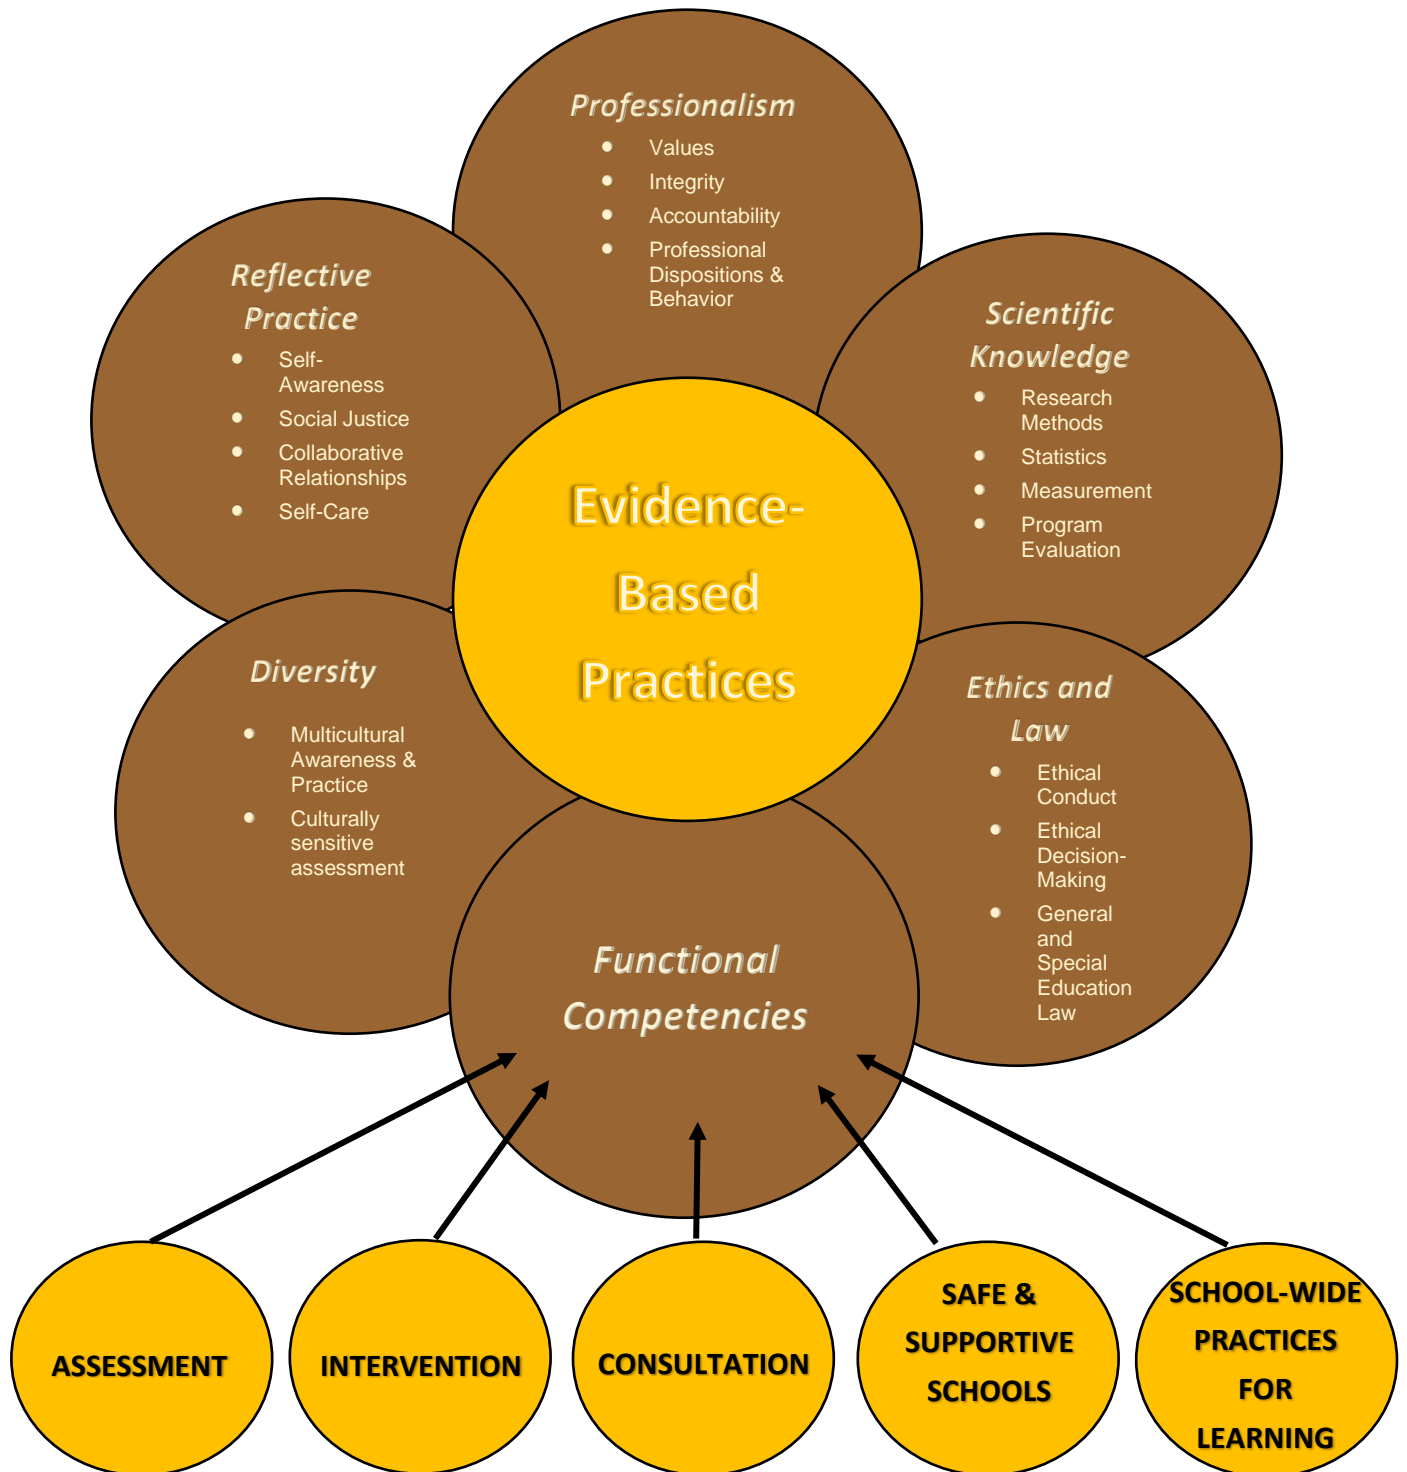 Professionalism
• Values
• Integrity
• Accountability
• Professional
Dispositions &
Behavior
Reflective
Practice
• Self-
Awareness
• Social Justice
• Collaborative
Relationships
• Self-Care
Scientific
Knowledge
• Research
Methods
• Statistics
• Measurement
• Program
Evaluation
Evidence-
Based
Practices
Diversity
• Multicultural
Awareness &
Practice
• Culturally
sensitive
assessment
Ethics and
Law
• Ethical
Conduct
• Ethical
Decision-
Making
• General
and
Special
Education
Law
Functional
Competencies
ASSESSMENT
INTERVENTION
CONSULTATION
SAFE &
SUPPORTIVE
SCHOOLS
SCHOOL-WIDE
PRACTICES
FOR
LEARNING